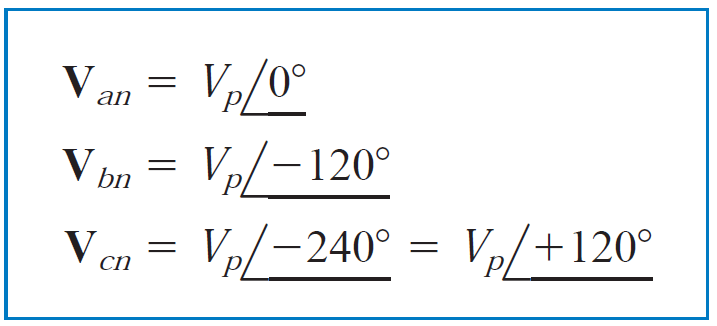 V_an = V_p∠0°
V_bn = V_p∠−120°
V_cn = V_p∠−240° = V_p∠+120°